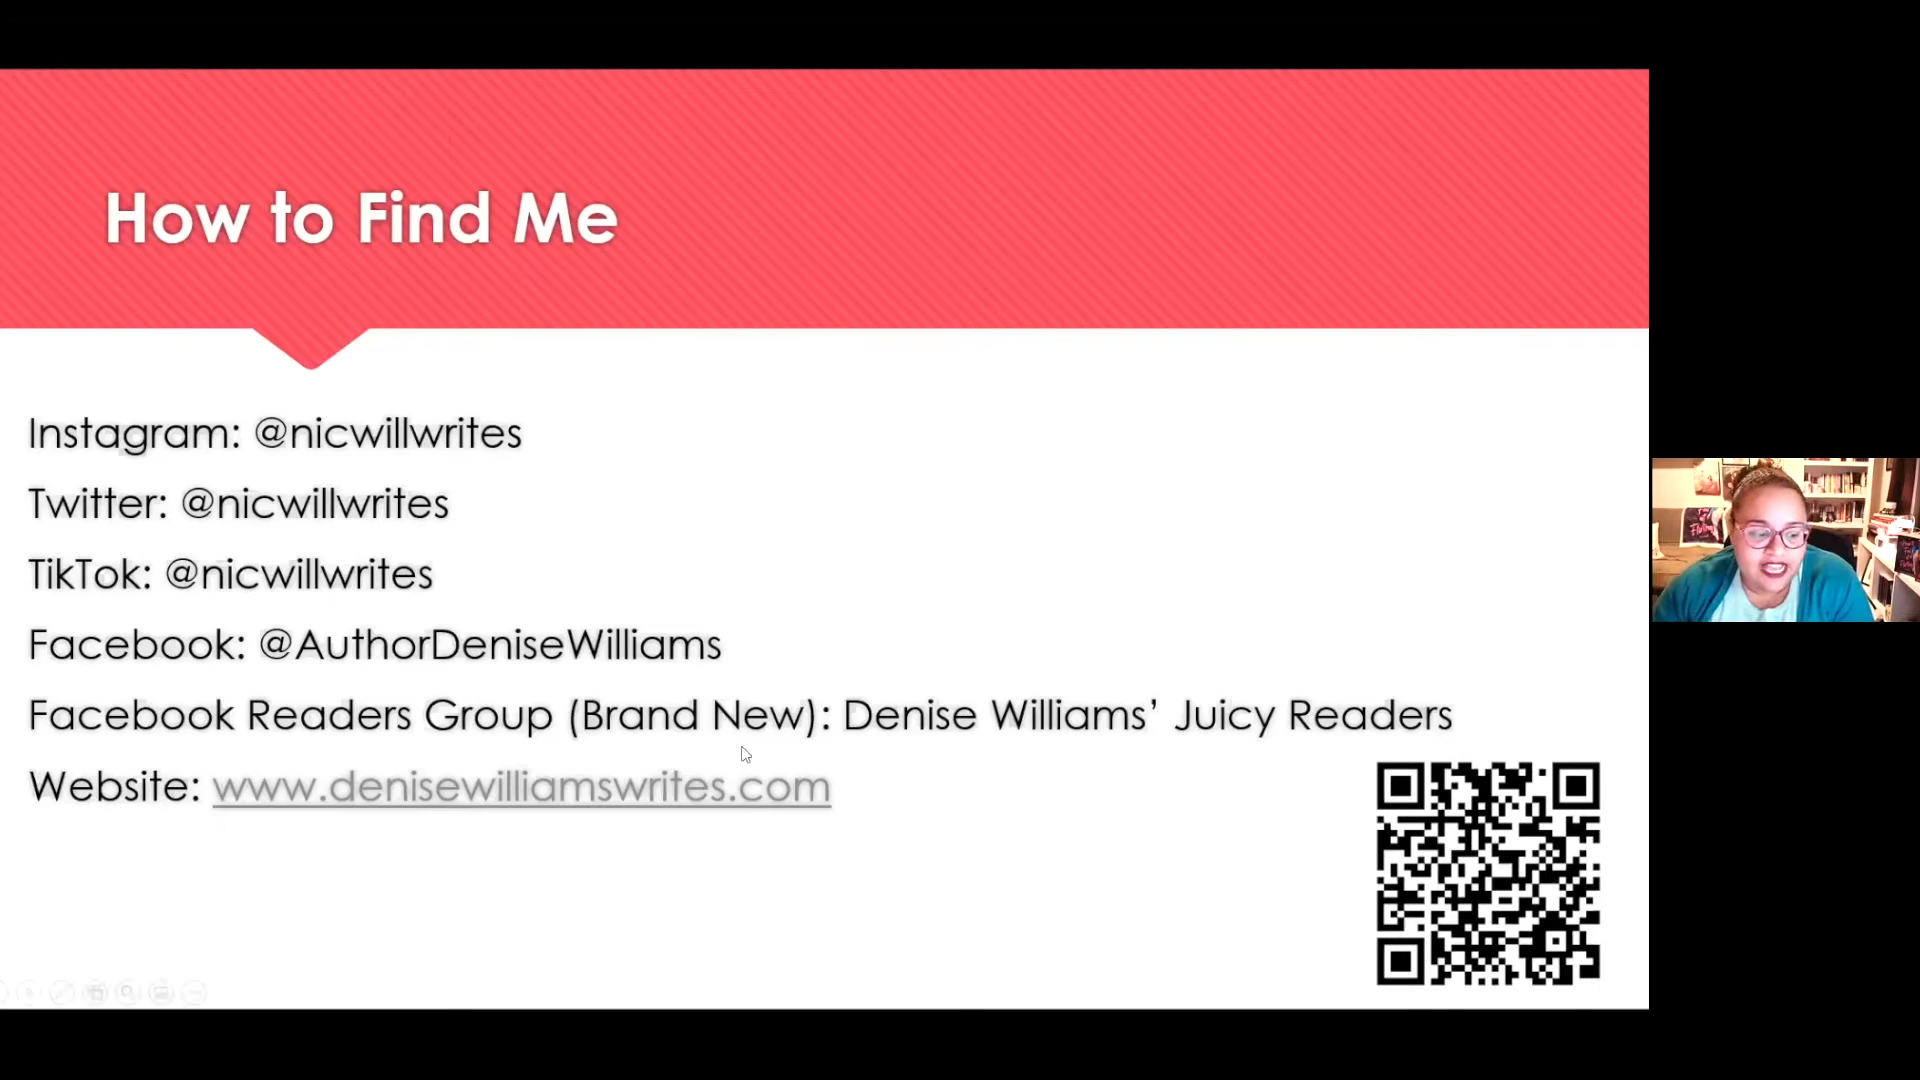 How to Find Me
Instagram: @nicwillwrites
Twitter: @nicwillwrites
TikTok: @nicwillwrites
Facebook: @AuthorDeniseWilliams
Facebook Readers Group (Brand New): Denise Williams’ Juicy Readers
Website: www.denisewilliamswrites.com